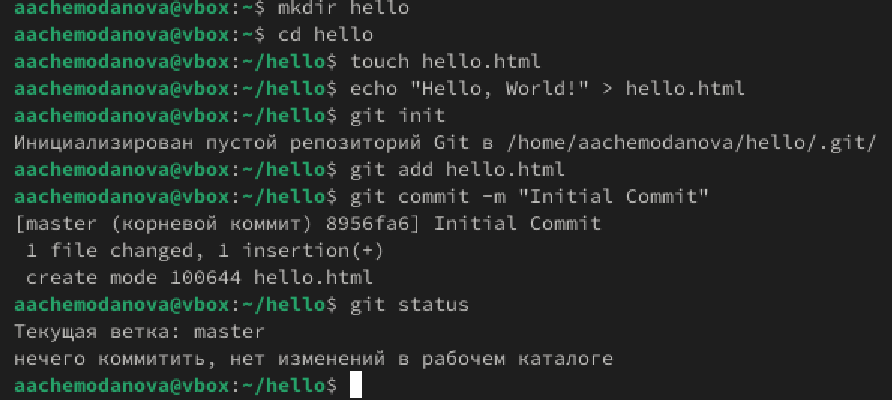 aachemodanova@vbox:~$ mkdir hello
aachemodanova@vbox:~$ cd hello
aachemodanova@vbox:~/hello$ touch hello.html
aachemodanova@vbox:~/hello$ echo "Hello, World!" > hello.html
aachemodanova@vbox:~/hello$ git init
Инициализирован пустой репозиторий Git в /home/aachemodanova/hello/.git/
aachemodanova@vbox:~/hello$ git add hello.html
aachemodanova@vbox:~/hello$ git commit -m "Initial Commit"
[master (корневой коммит) 8956fa6] Initial Commit
 1 file changed, 1 insertion(+)
 create mode 100644 hello.html
aachemodanova@vbox:~/hello$ git status
Текущая ветка: master
нечего коммитить, нет изменений в рабочем каталоге
aachemodanova@vbox:~/hello$